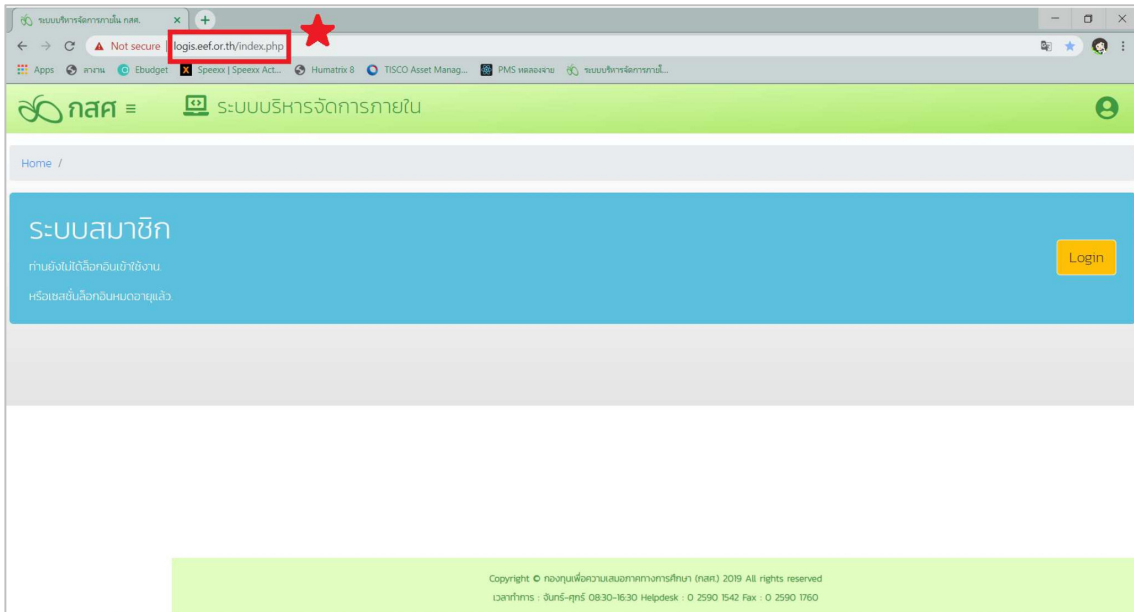 ระบบบริหารจัดการภายใน กสศ.
Not secure | logis.eef.or.th/index.php
Apps ลางาน Ebudget Speexx | Speexx Act... Humatrix 8 TISCO Asset Manag... PMS ทดลองจ่าย ระบบบริหารจัดการภายใ...
กสศ ระบบบริหารจัดการภายใน
Home /
ระบบสมาชิก
ท่านยังไม่ได้ล็อกอินเข้าใช้งาน.
Login
หรือเซสชั่นล็อกอินหมดอายุแล้ว
Copyright © กองทุนเพื่อความเสมอภาคทางการศึกษา (กสศ.) 2019 All rights reserved
เวลาทำการ : จันทร์-ศุกร์ 08:30-16:30 Helpdesk : 0 2590 1542 Fax : 0 2590 1760